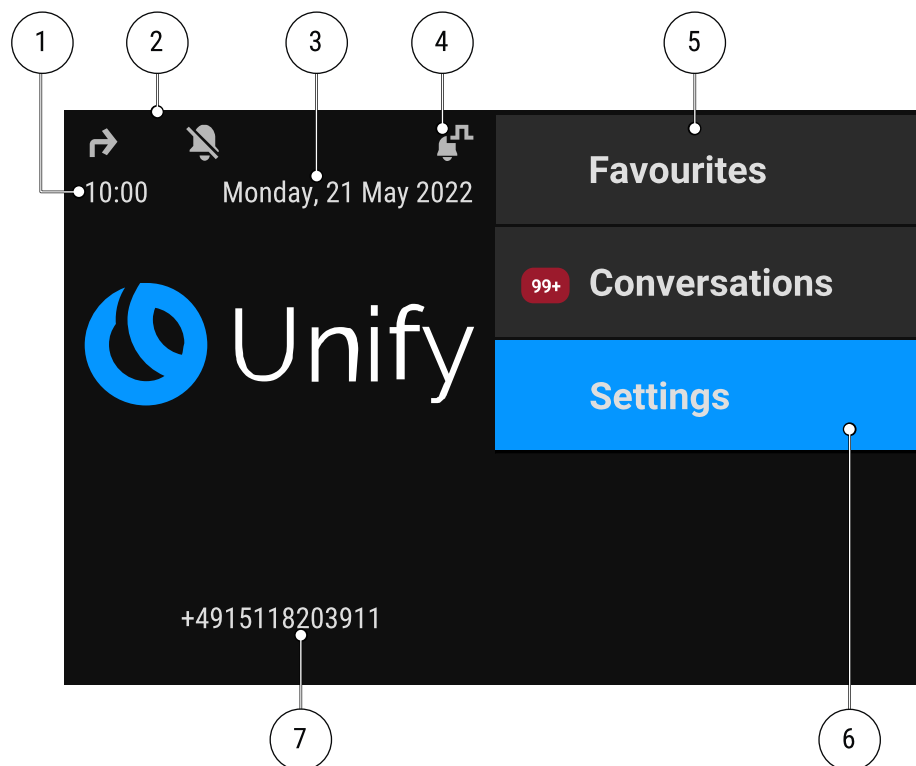 1 2 3 4 5
Favourites
10:00 Monday, 21 May 2022
99+ Conversations
Unify
Settings
+4915118203911
7 6